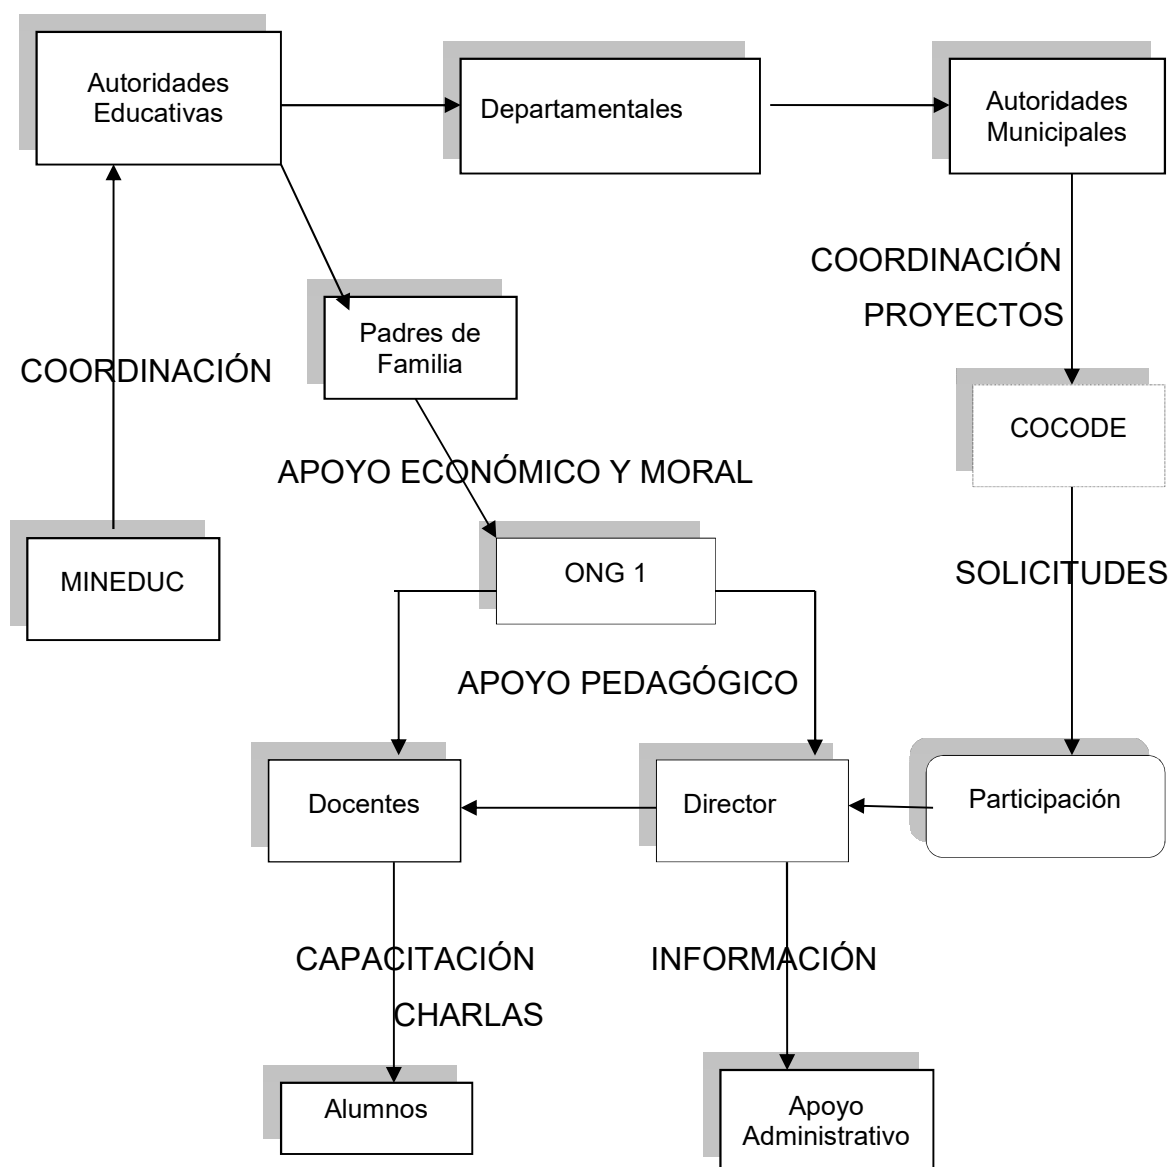 Autoridades
Educativas
Departamentales
Autoridades
Municipales
COORDINACIÓN
PROYECTOS
Padres de
Familia
COORDINACIÓN
COCODE
APOYO ECONÓMICO Y MORAL
MINEDUC
ONG 1
SOLICITUDES
APOYO PEDAGÓGICO
Docentes
Director
Participación
CAPACITACIÓN
INFORMACIÓN
CHARLAS
Alumnos
Apoyo
Administrativo